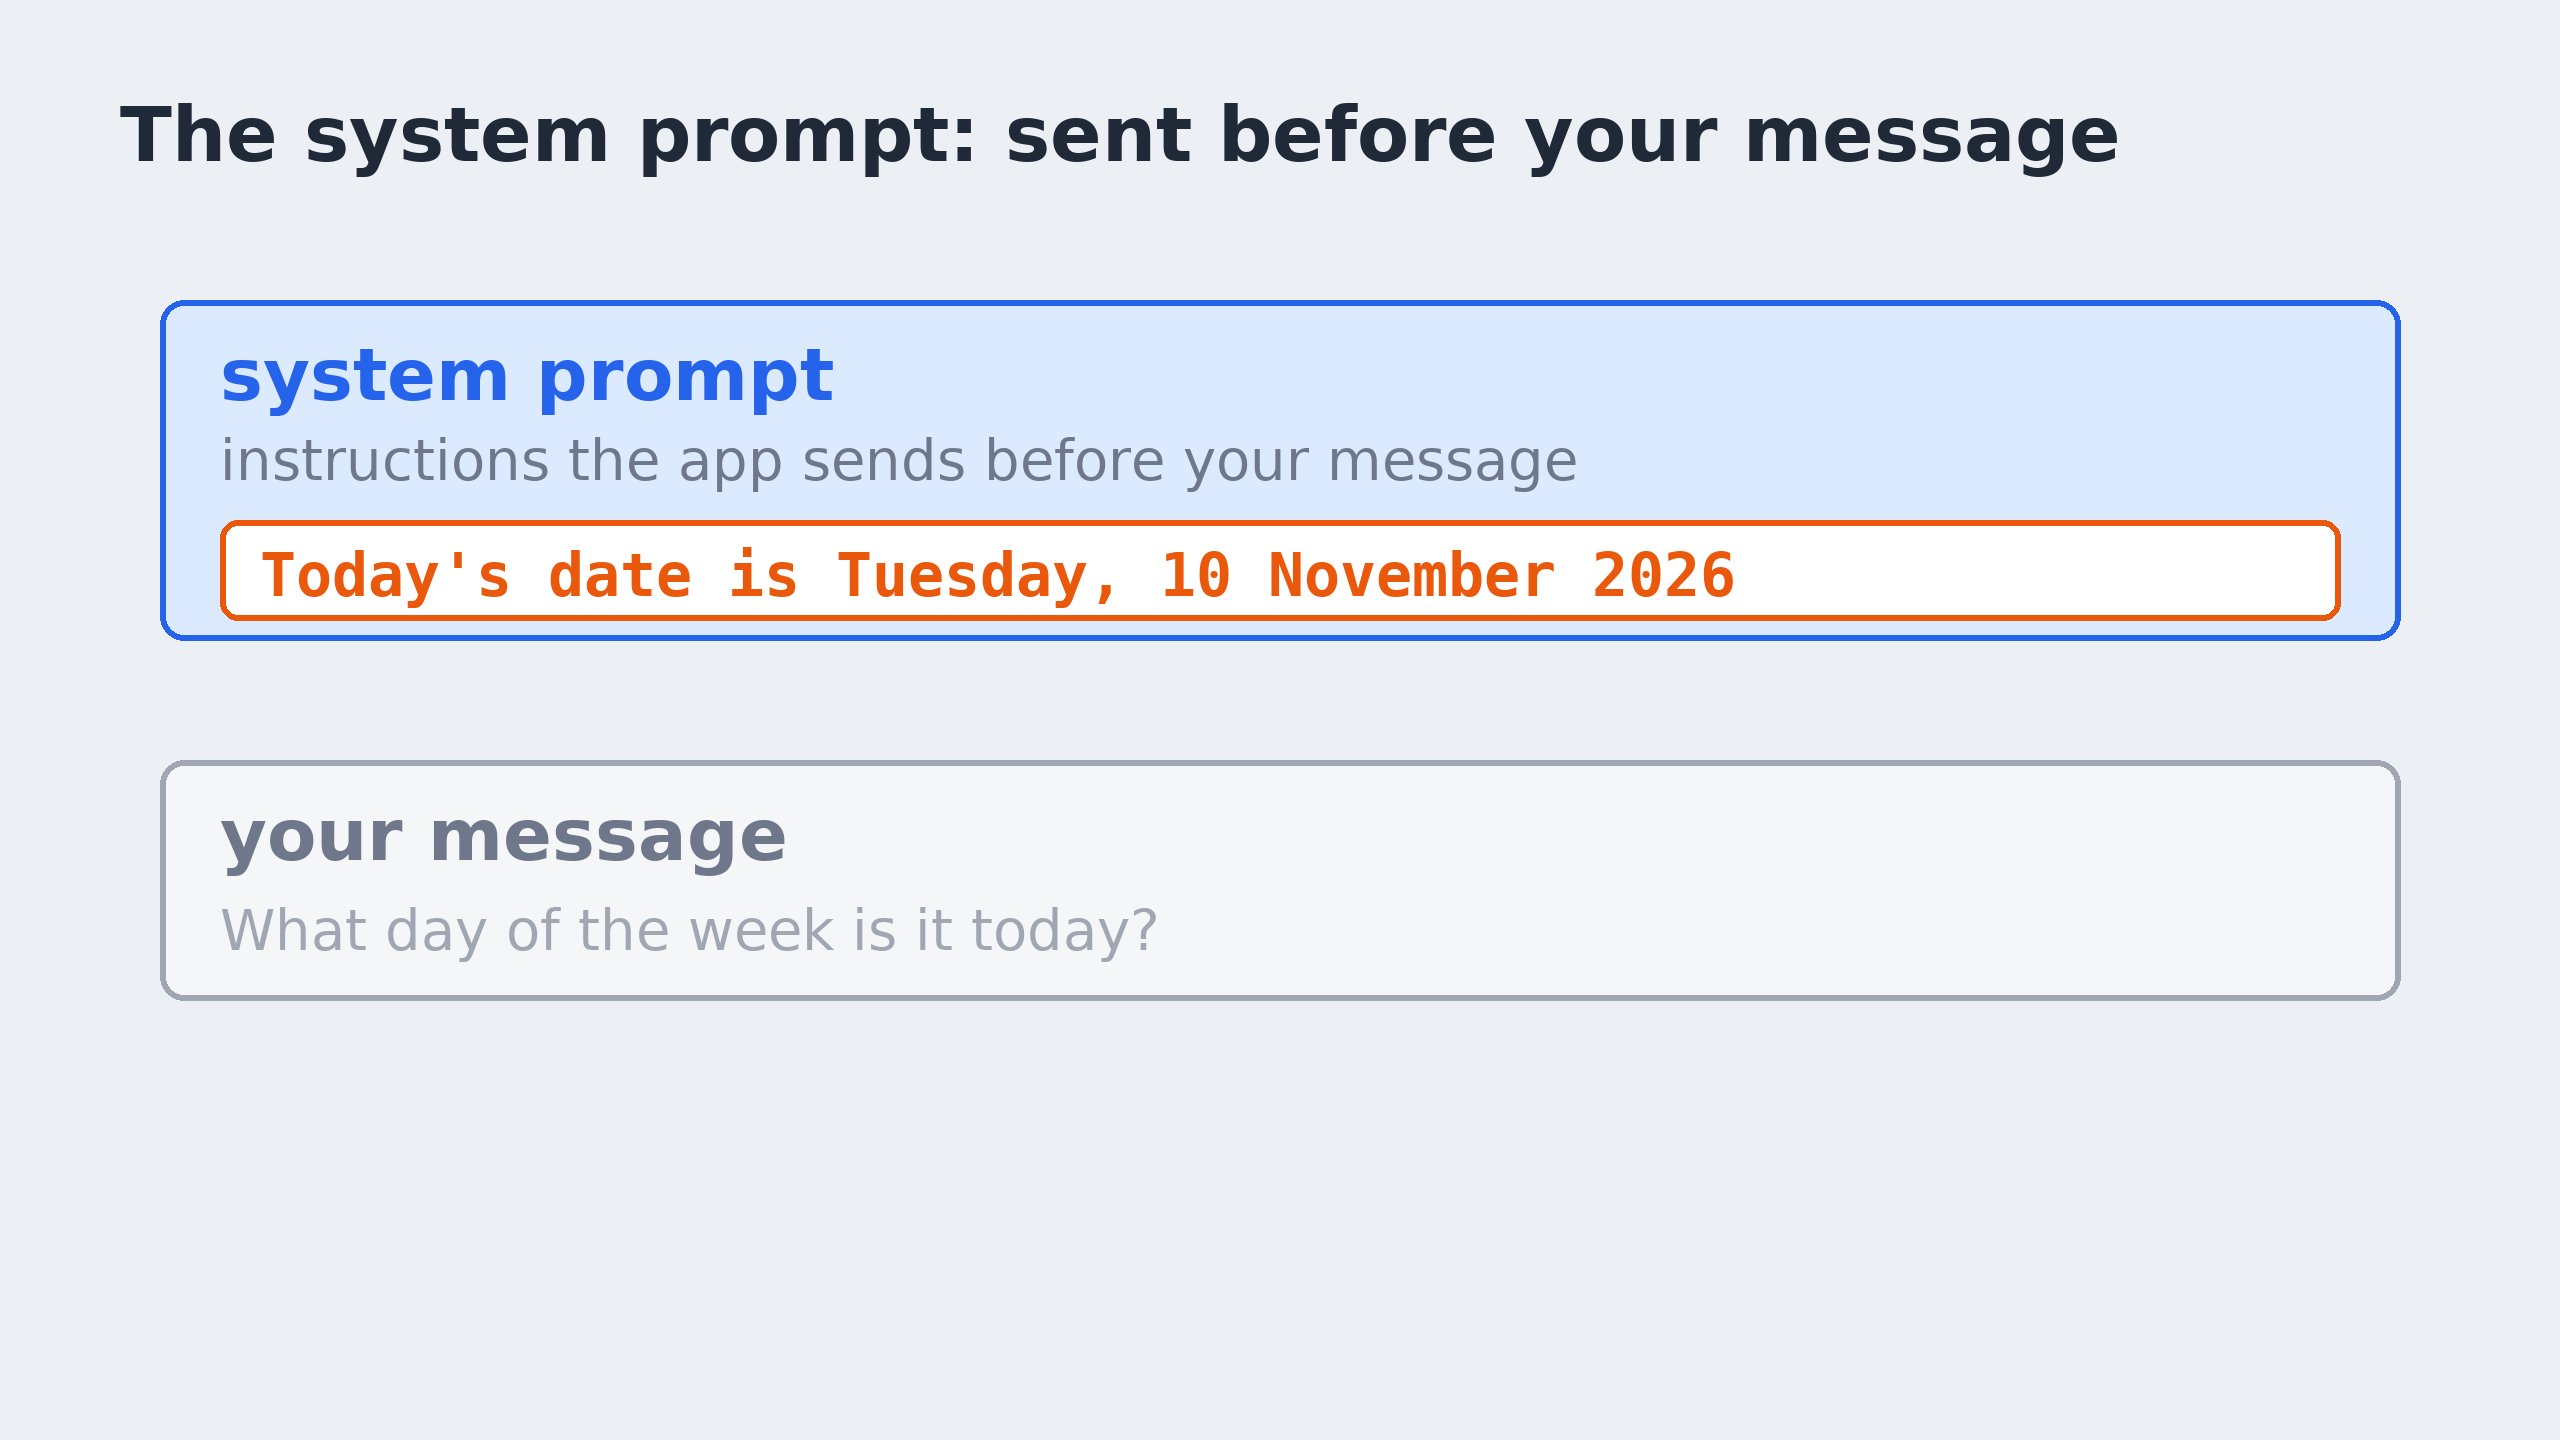 The system prompt: sent before your message
system prompt
instructions the app sends before your message
Today's date is Tuesday, 10 November 2026
your message
What day of the week is it today?